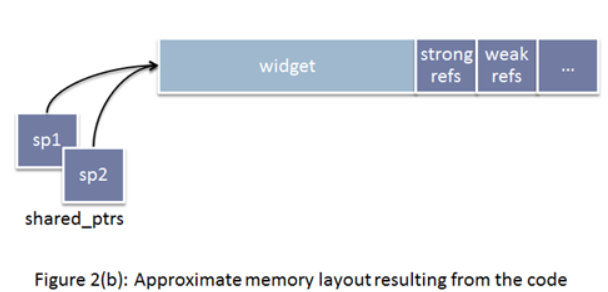 widget
strong
refs
weak
refs
...
sp1
sp2
shared_ptrs
Figure 2(b): Approximate memory layout resulting from the code